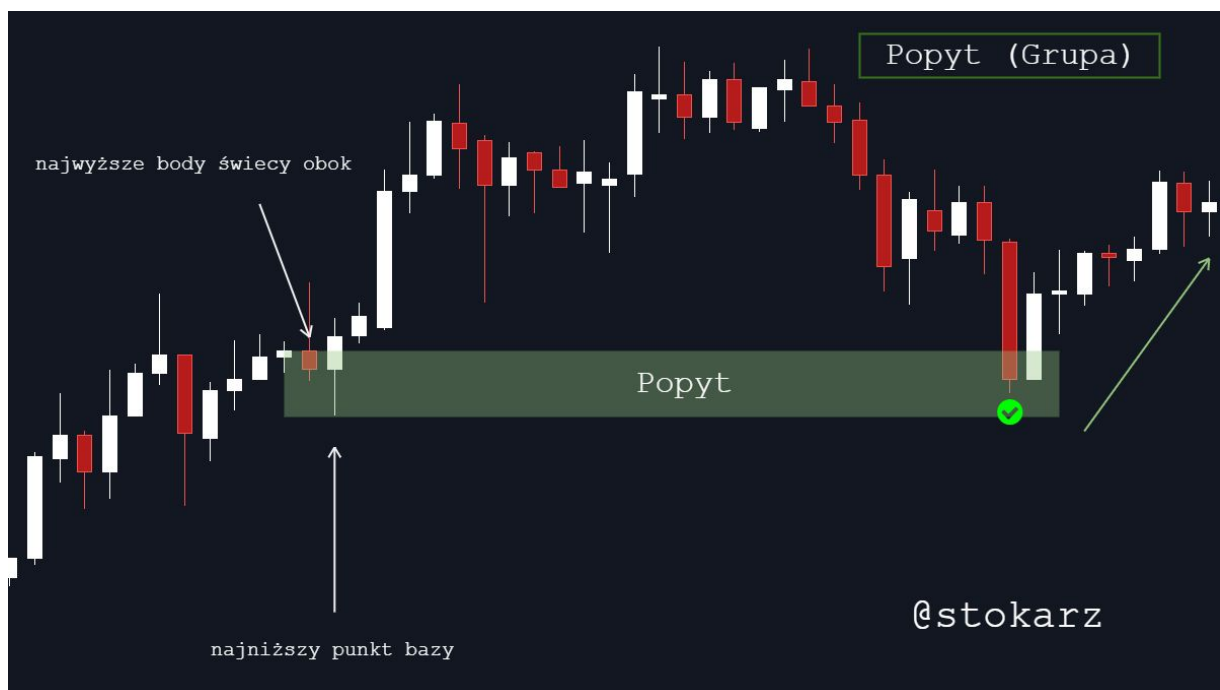 Popyt (Grupa)
najwyższe body świecy obok
Popyt
@stokarz
najniższy punkt bazy